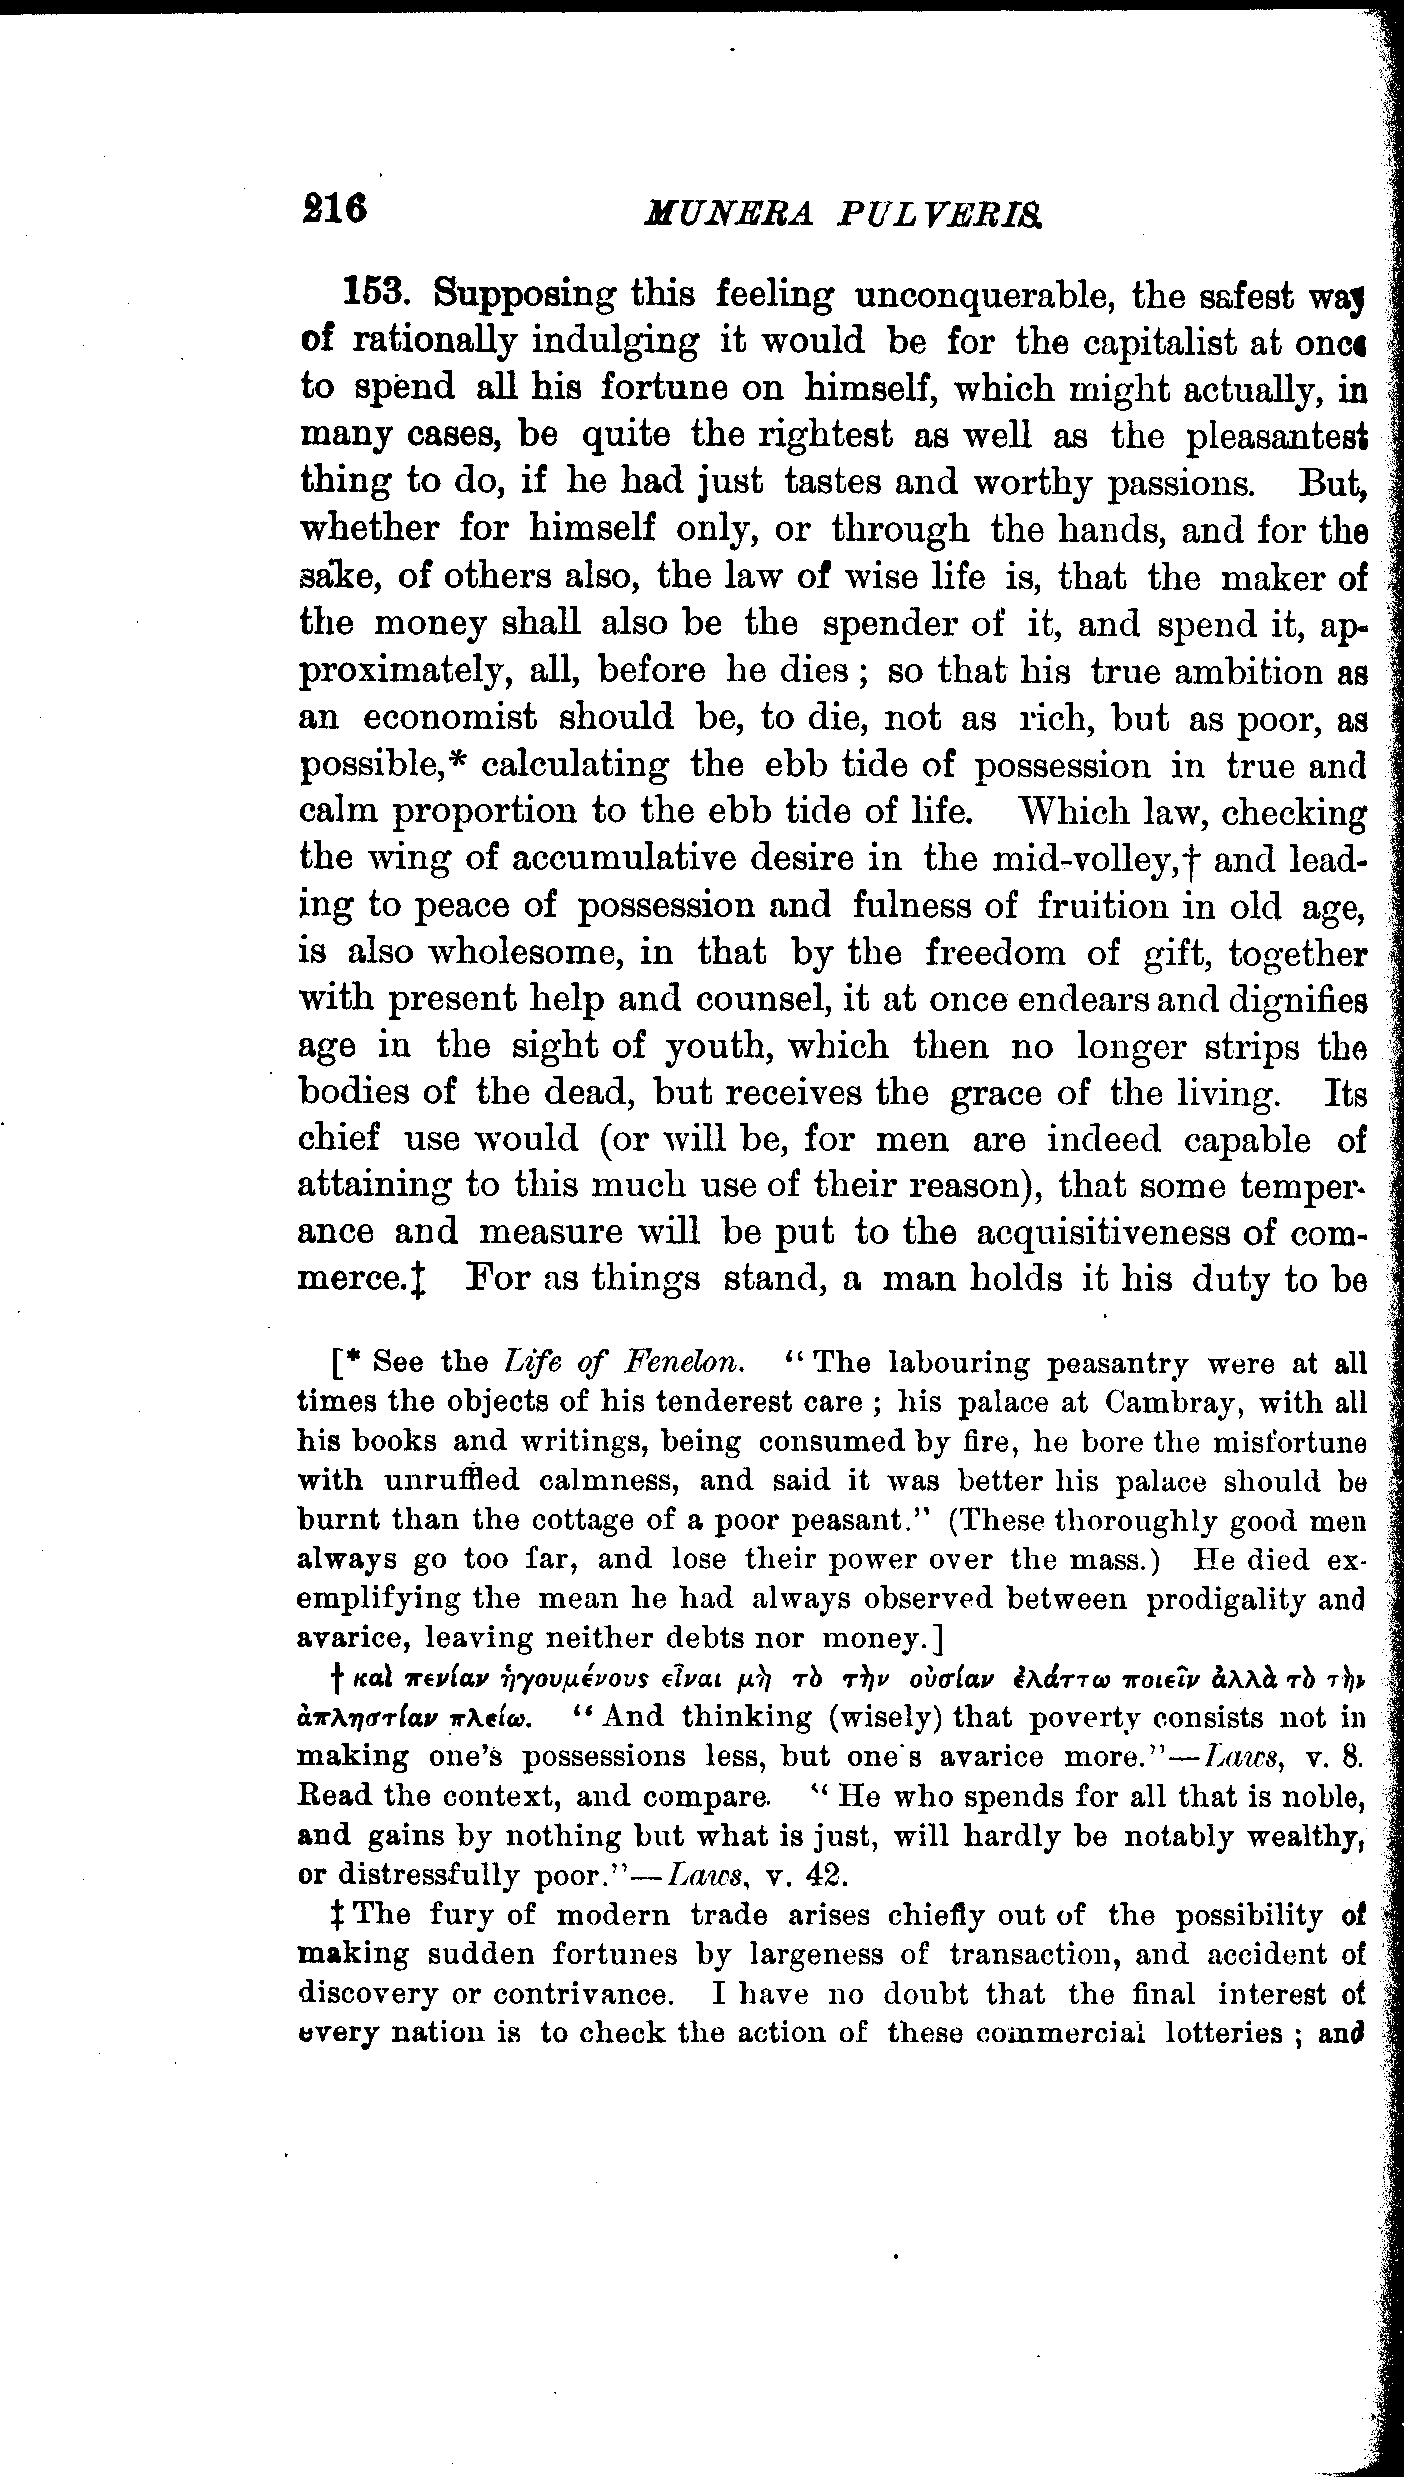 216 MUNERA PULVERIS.
153. Supposing this feeling unconquerable, the safest way
of rationally indulging it would be for the capitalist at once
to spend all his fortune on himself, which might actually, in
many cases, be quite the rightest as well as the pleasantest
thing to do, if he had just tastes and worthy passions. But,
whether for himself only, or through the hands, and for the
sake, of others also, the law of wise life is, that the maker of
the money shall also be the spender of it, and spend it, ap-
proximately, all, before he dies ; so that his true ambition as
an economist should be, to die, not as rich, but as poor, as
possible,* calculating the ebb tide of possession in true and
calm proportion to the ebb tide of life. Which law, checking
the wing of accumulative desire in the mid-volley,† and lead-
ing to peace of possession and fulness of fruition in old age,
is also wholesome, in that by the freedom of gift, together
with present help and counsel, it at once endears and dignifies
age in the sight of youth, which then no longer strips the
bodies of the dead, but receives the grace of the living. Its
chief use would (or will be, for men are indeed capable of
attaining to this much use of their reason), that some temper-
ance and measure will be put to the acquisitiveness of com-
merce.‡ For as things stand, a man holds it his duty to be
[* See the Life of Fenelon. “ The labouring peasantry were at all
times the objects of his tenderest care ; his palace at Cambray, with all
his books and writings, being consumed by fire, he bore the misfortune
with unruffled calmness, and said it was better his palace should be
burnt than the cottage of a poor peasant.” (These thoroughly good men
always go too far, and lose their power over the mass.) He died ex-
emplifying the mean he had always observed between prodigality and
avarice, leaving neither debts nor money.]
† καὶ πενίαν ἡγουμένους εἶναι μὴ τὸ τὴν οὐσίαν ἐλάττω ποιεῖν ἀλλὰ τὸ τὴν
ἀπληστίαν πλείω. “ And thinking (wisely) that poverty consists not in
making one's possessions less, but one's avarice more.”—Laws, v. 8.
Read the context, and compare. “ He who spends for all that is noble,
and gains by nothing but what is just, will hardly be notably wealthy,
or distressfully poor.”—Laws, v. 42.
‡ The fury of modern trade arises chiefly out of the possibility of
making sudden fortunes by largeness of transaction, and accident of
discovery or contrivance. I have no doubt that the final interest of
every nation is to check the action of these commercial lotteries ; and